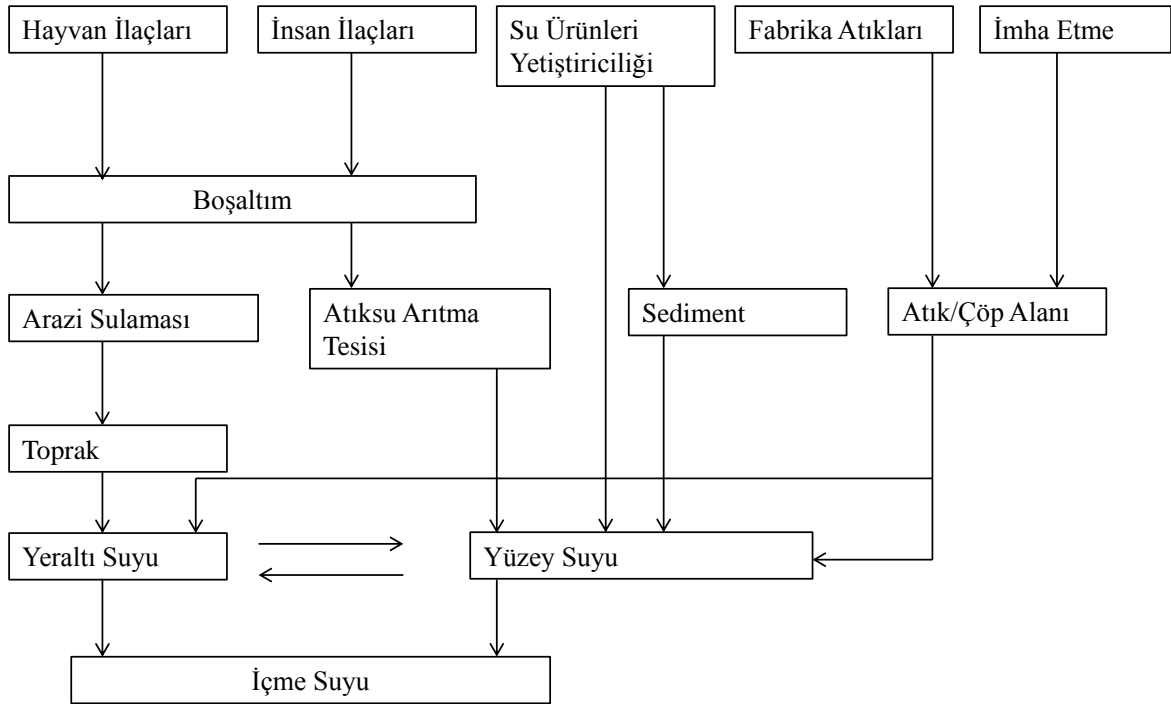 Hayvan İlaçları
İnsan İlaçları
Su Ürünleri
Yetiştiriciliği
Fabrika Atıkları
İmha Etme
Boşaltım
Arazi Sulaması
Atıksu Arıtma
Tesisi
Sediment
Atık/Çöp Alanı
Toprak
Yeraltı Suyu
Yüzey Suyu
İçme Suyu